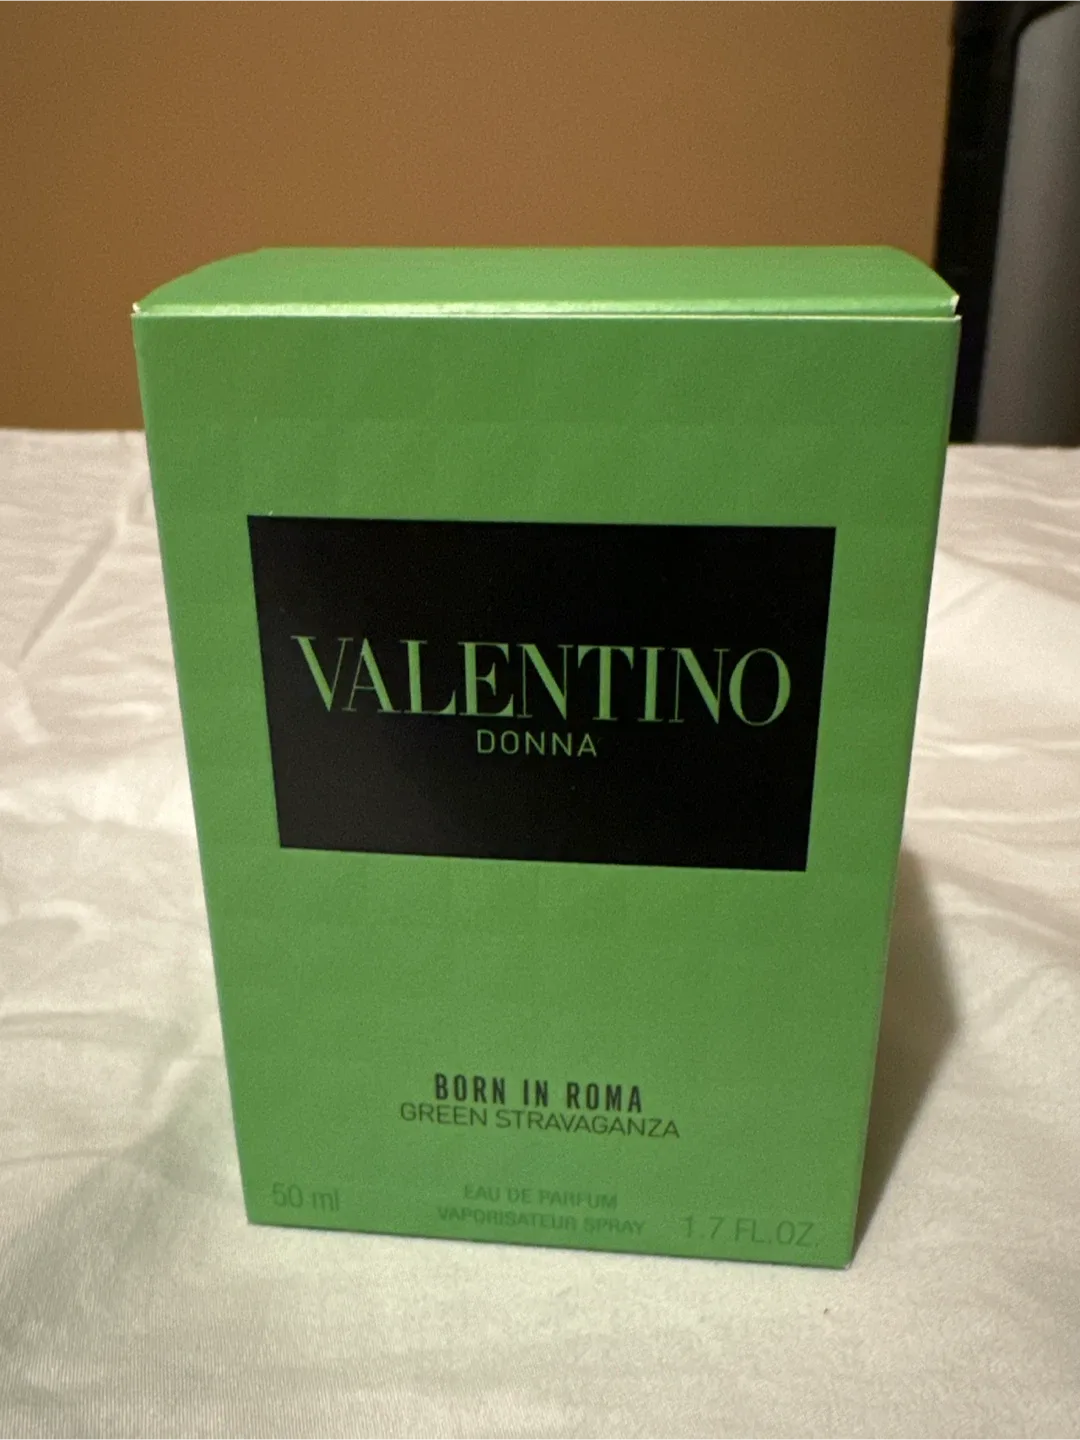 VALENTINO
DONNA
BORN IN ROMA
GREEN STRAVAGANZA
50 ml
EAU DE PARFUM
VAPORISATEUR SPRAY
1.7 FL.OZ.